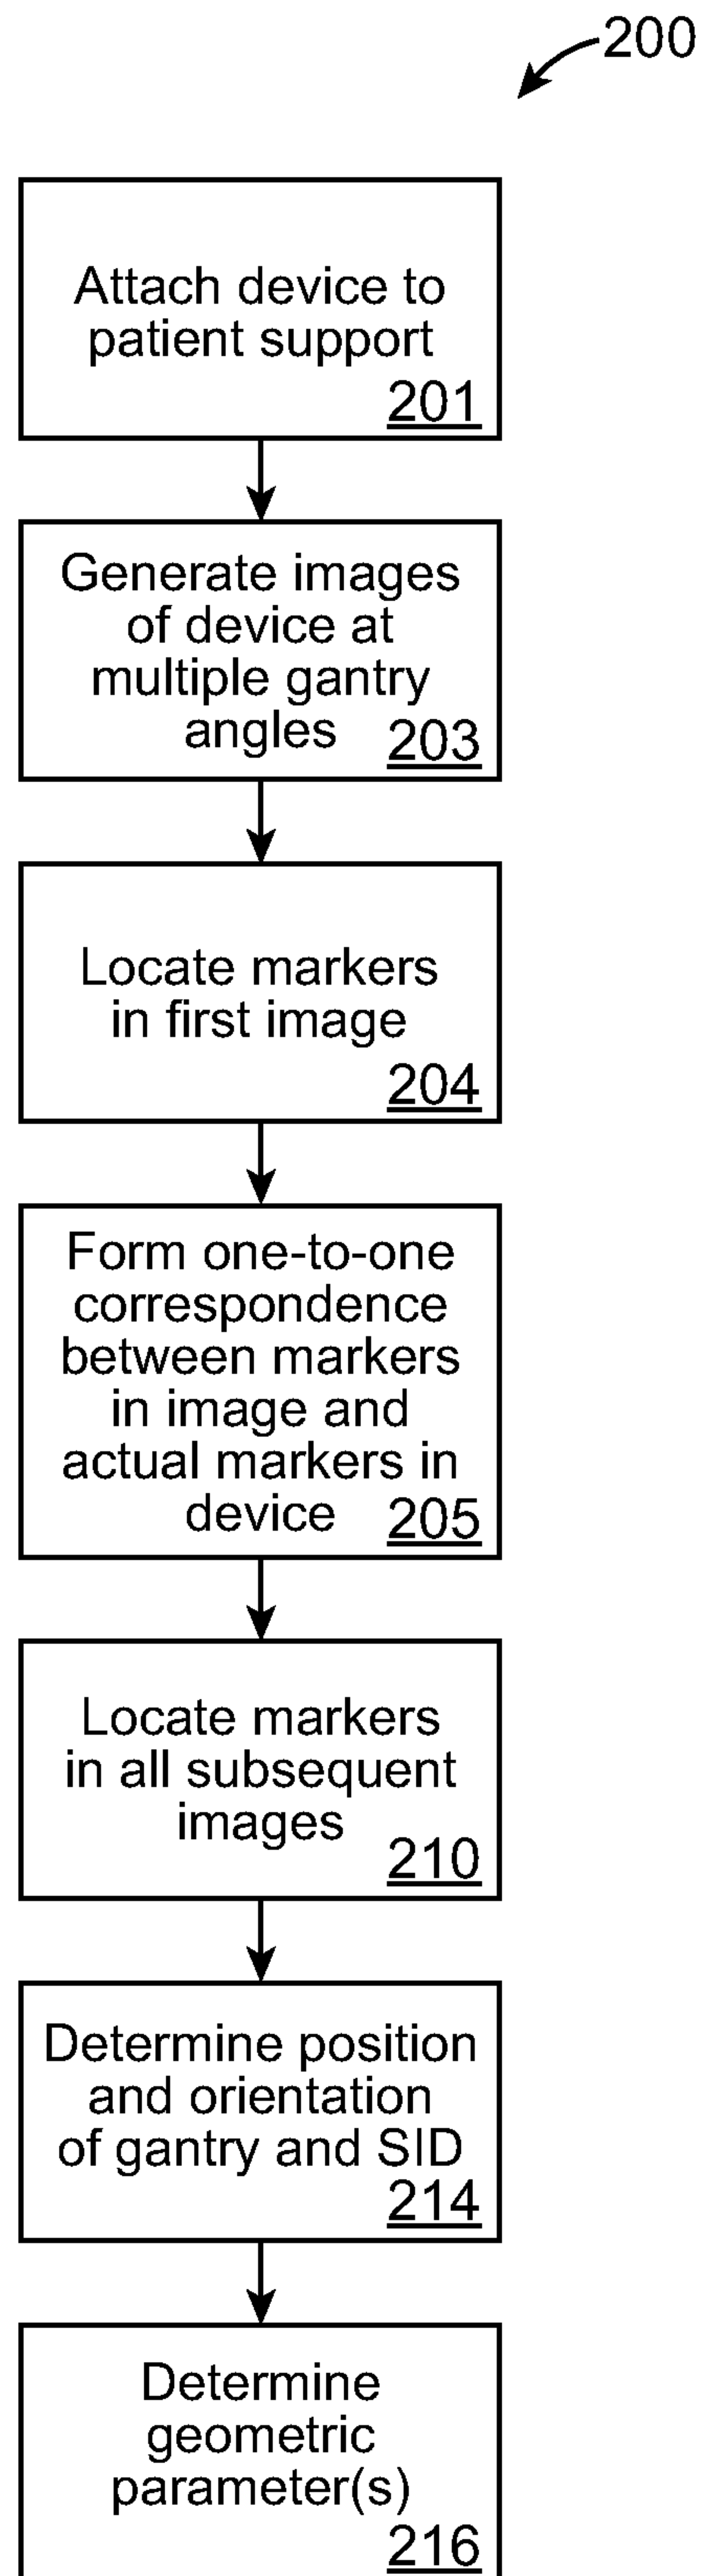 200
Attach device to
patient support
201
Generate images
of device at
multiple gantry
angles 203
Locate markers
in first image
204
Form one-to-one
correspondence
between markers
in image and
actual markers in
device 205
Locate markers
in all subsequent
images
210
Determine position
and orientation
of gantry and SID
214
Determine
geometric
parameter(s)
216